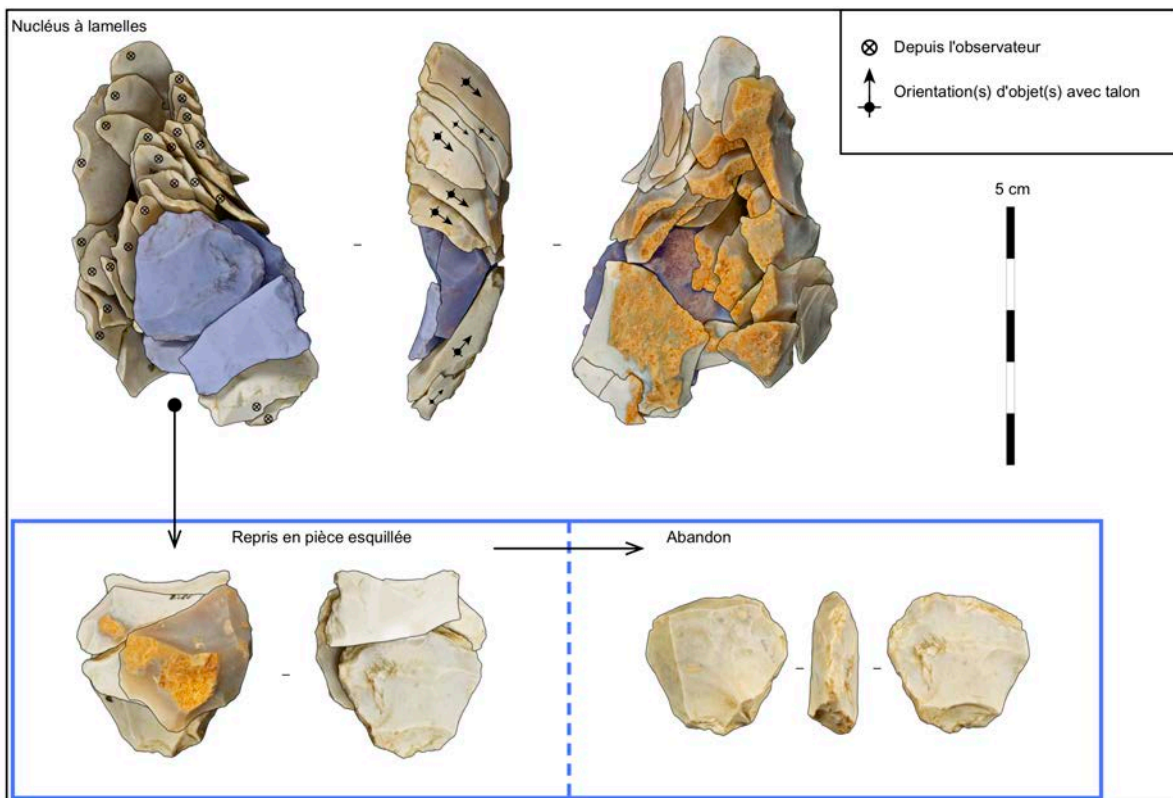 Nucléus à lamelles
Depuis l'observateur
Orientation(s) d'objet(s) avec talon
5 cm
Repris en pièce esquillée
Abandon